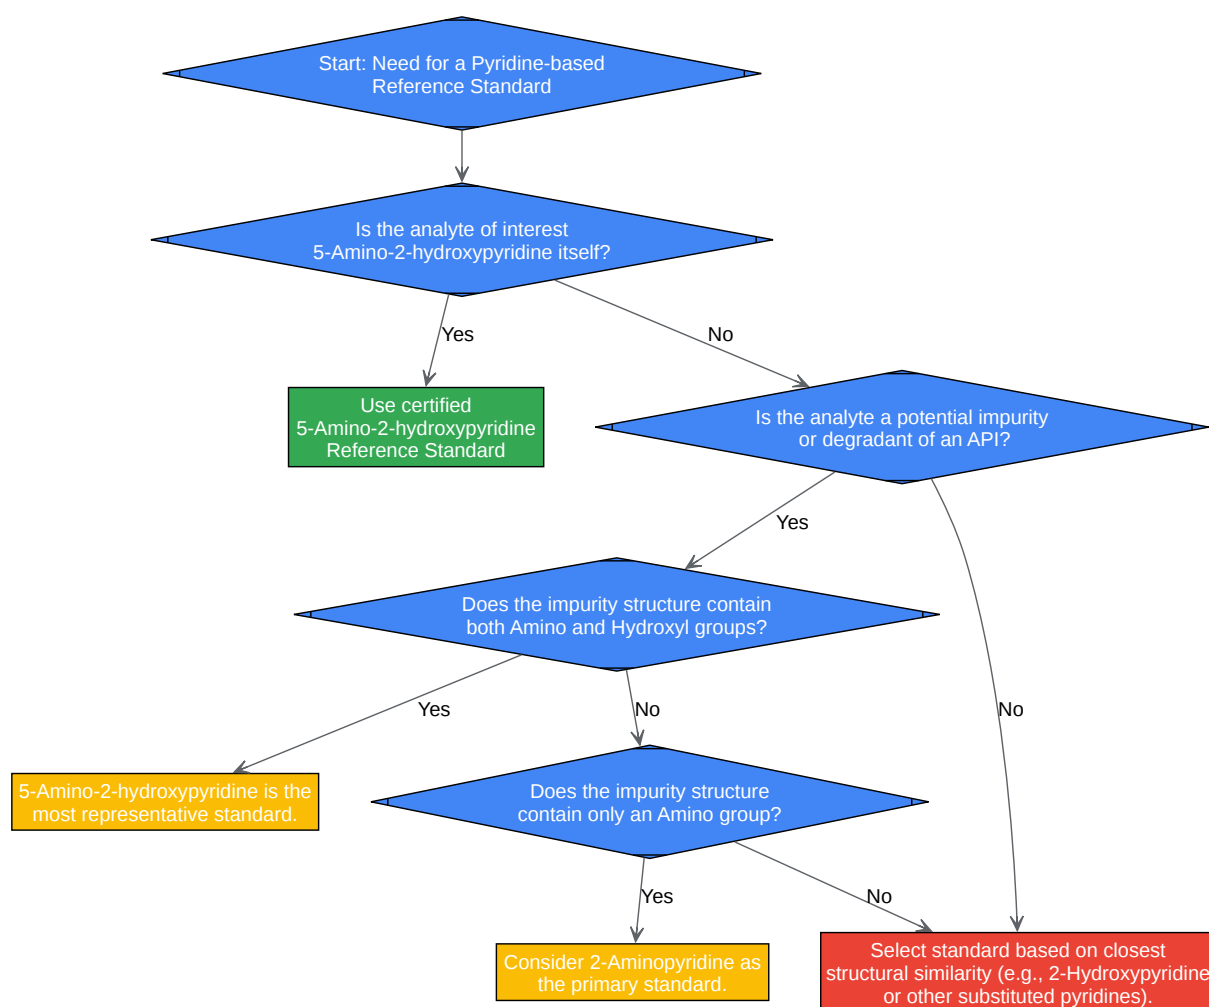 Start: Need for a Pyridine-based
Reference Standard
Is the analyte of interest
5-Amino-2-hydroxypyridine itself?
Yes
No
Use certified
5-Amino-2-hydroxypyridine
Reference Standard
Is the analyte a potential impurity
or degradant of an API?
Yes
No
Does the impurity structure contain
both Amino and Hydroxyl groups?
Yes
No
5-Amino-2-hydroxypyridine is the
most representative standard.
Does the impurity structure
contain only an Amino group?
Yes
No
Consider 2-Aminopyridine as
the primary standard.
Select standard based on closest
structural similarity (e.g., 2-Hydroxypyridine
or other substituted pyridines).